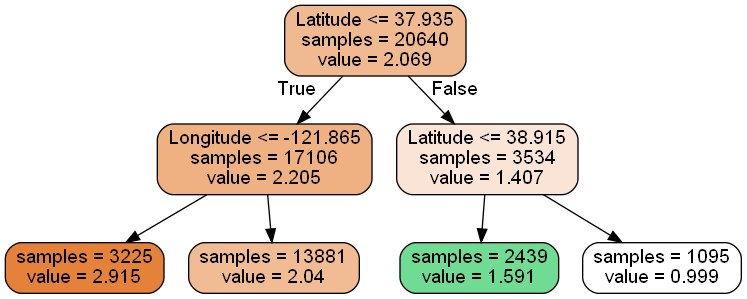 Latitude <= 37.935
samples = 20640
value = 2.069
True
False
Longitude <= -121.865
samples = 17106
value = 2.205
Latitude <= 38.915
samples = 3534
value = 1.407
samples = 3225
value = 2.915
samples = 13881
value = 2.04
samples = 2439
value = 1.591
samples = 1095
value = 0.999